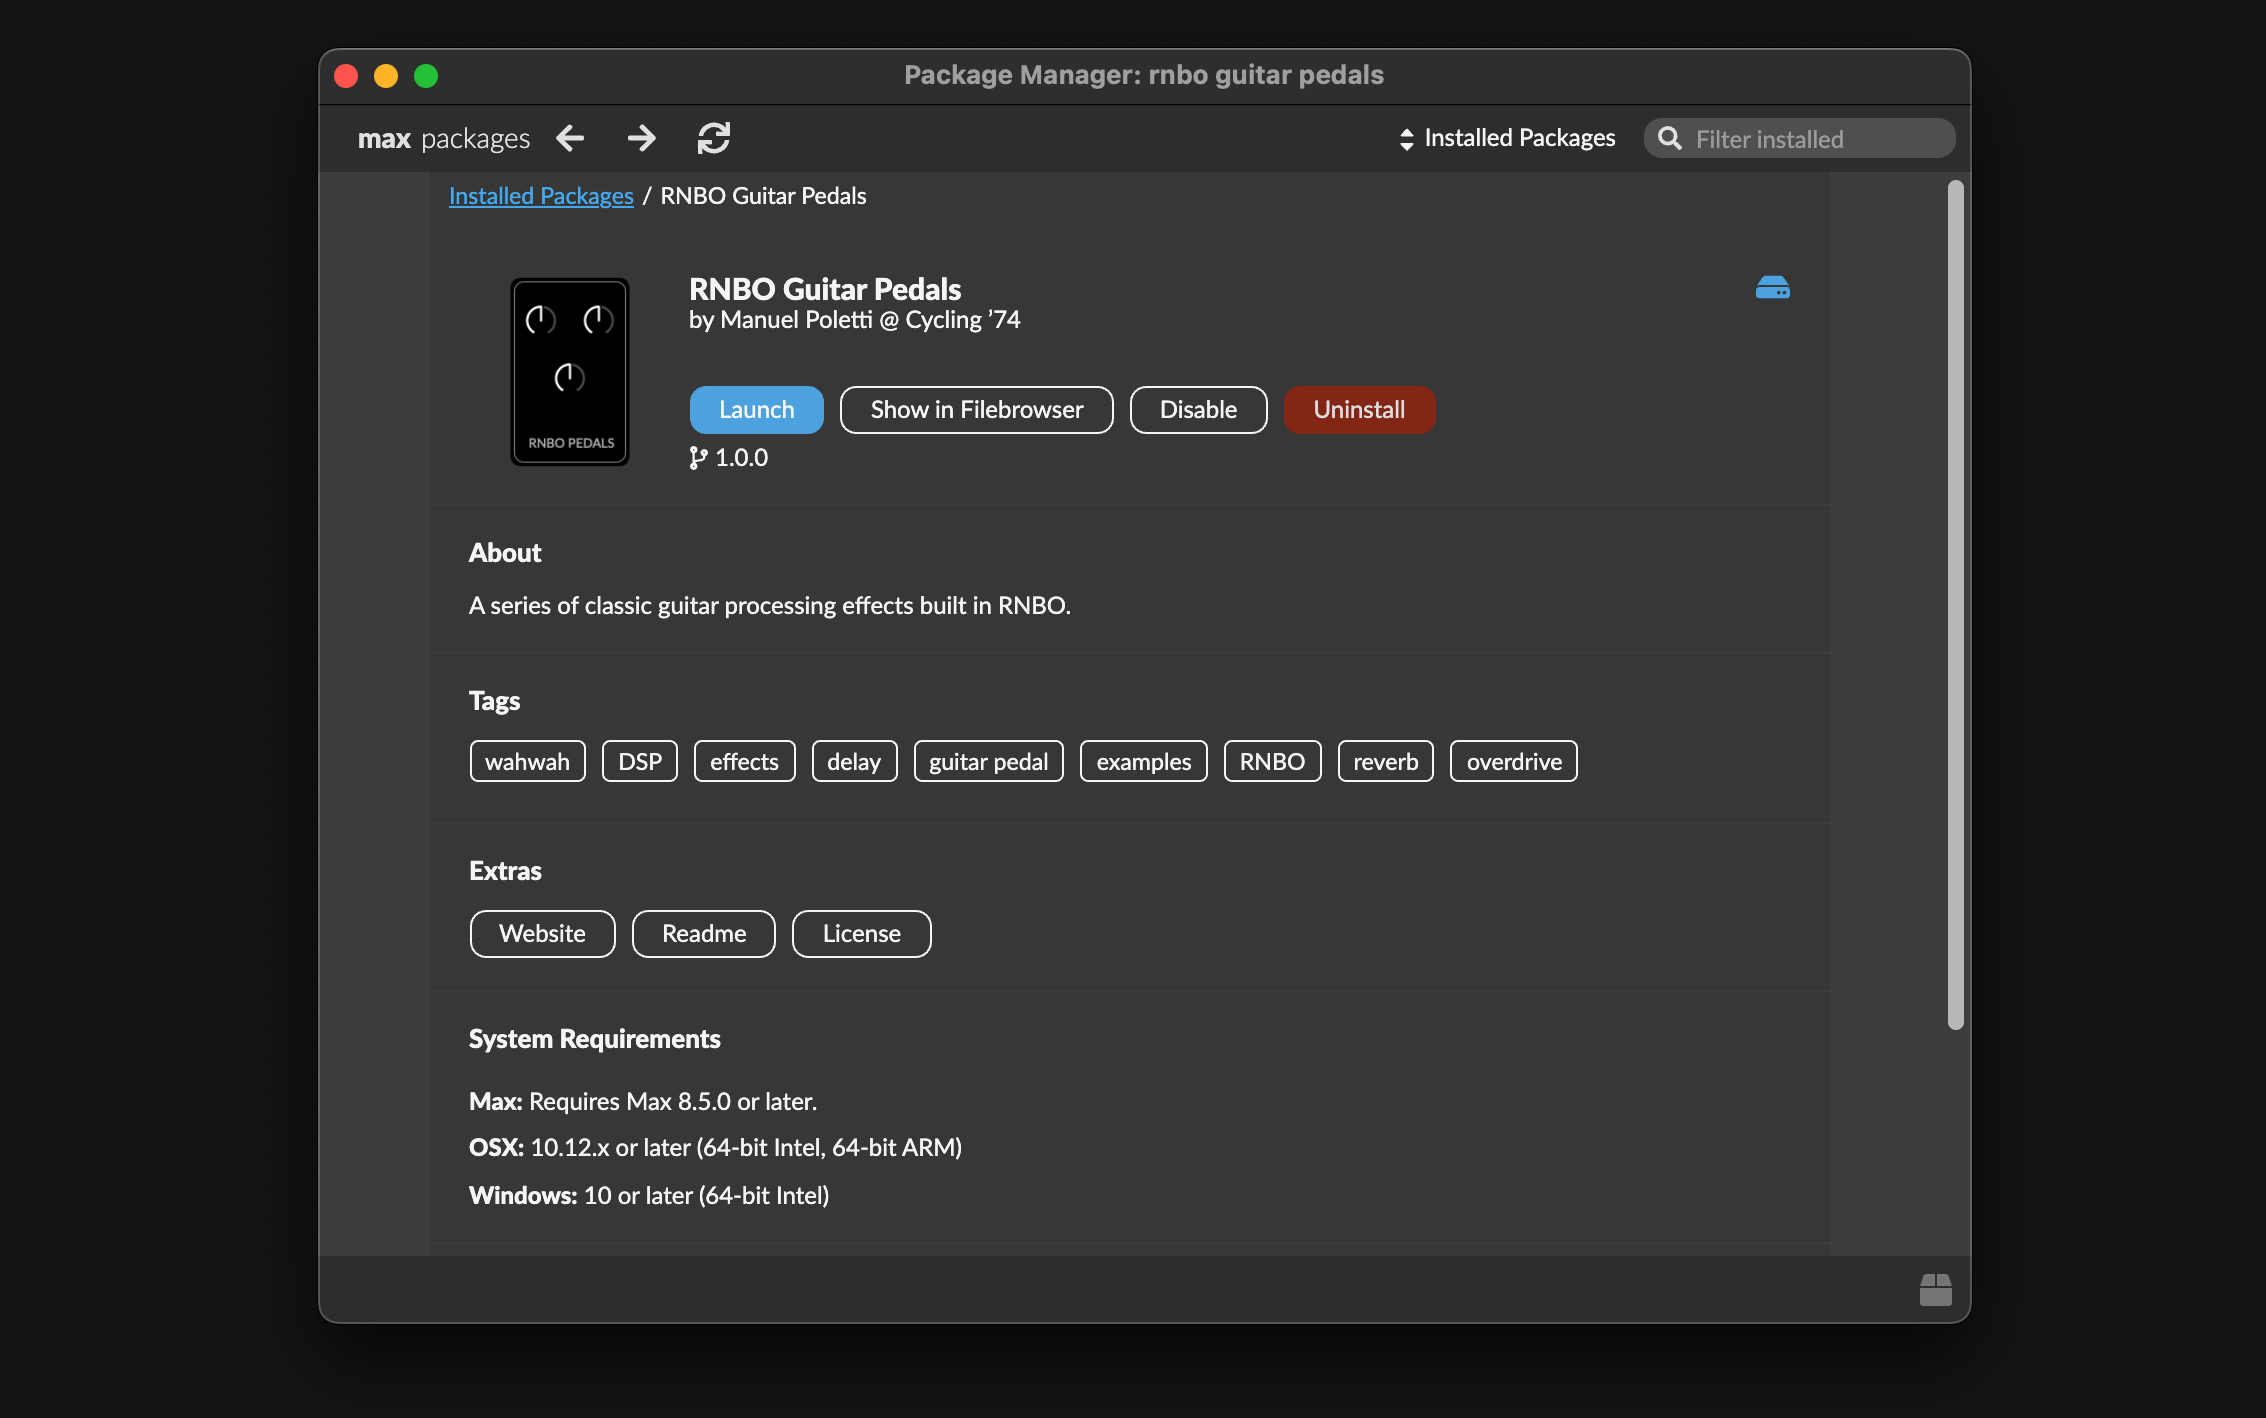 Package Manager: rnbo guitar pedals
max packages
Installed Packages
Filter installed
Installed Packages / RNBO Guitar Pedals
RNBO PEDALS
RNBO Guitar Pedals
by Manuel Poletti @ Cycling ’74
Launch Show in Filebrowser Disable Uninstall
1.0.0
About
A series of classic guitar processing effects built in RNBO.
Tags
wahwah DSP effects delay guitar pedal examples RNBO reverb overdrive
Extras
Website Readme License
System Requirements
Max: Requires Max 8.5.0 or later.
OSX: 10.12.x or later (64-bit Intel, 64-bit ARM)
Windows: 10 or later (64-bit Intel)